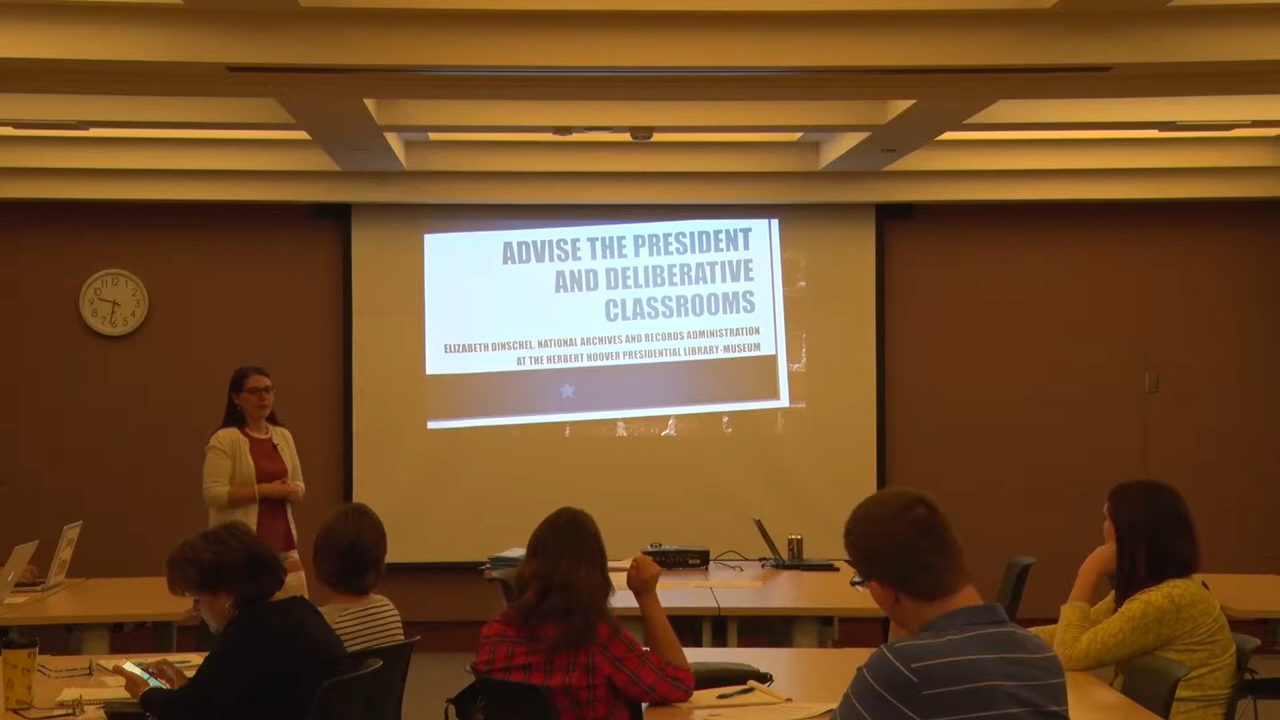 ADVISE THE PRESIDENT
AND DELIBERATIVE
CLASSROOMS
ELIZABETH DINSCHEL, NATIONAL ARCHIVES AND RECORDS ADMINISTRATION
AT THE HERBERT HOOVER PRESIDENTIAL LIBRARY-MUSEUM